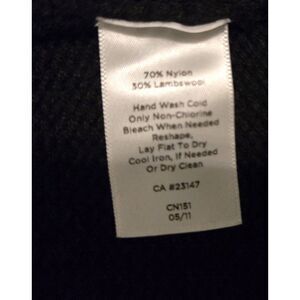 70% Nylon
30% Lambswool
Hand Wash Cold
Only Non-Chlorine
Bleach When Needed
Reshape,
Lay Flat To Dry
Cool Iron, If Needed
Or Dry Clean
CA #23147
CN151
05/11